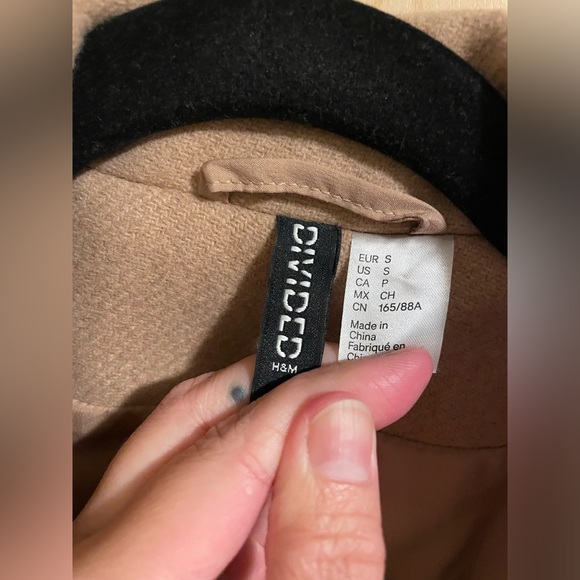 DIVIDED
H&M
EUR S
US S
CA P
MX CH
CN 165/88A
Made in
China
Fabriqué en